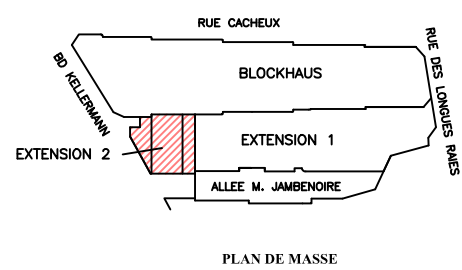 RUE CACHEUX
RUE DES LONGUES RAIES
BD KELLERMANN
BLOCKHAUS
EXTENSION 1
EXTENSION 2
ALLEE M. JAMBENOIRE
PLAN DE MASSE